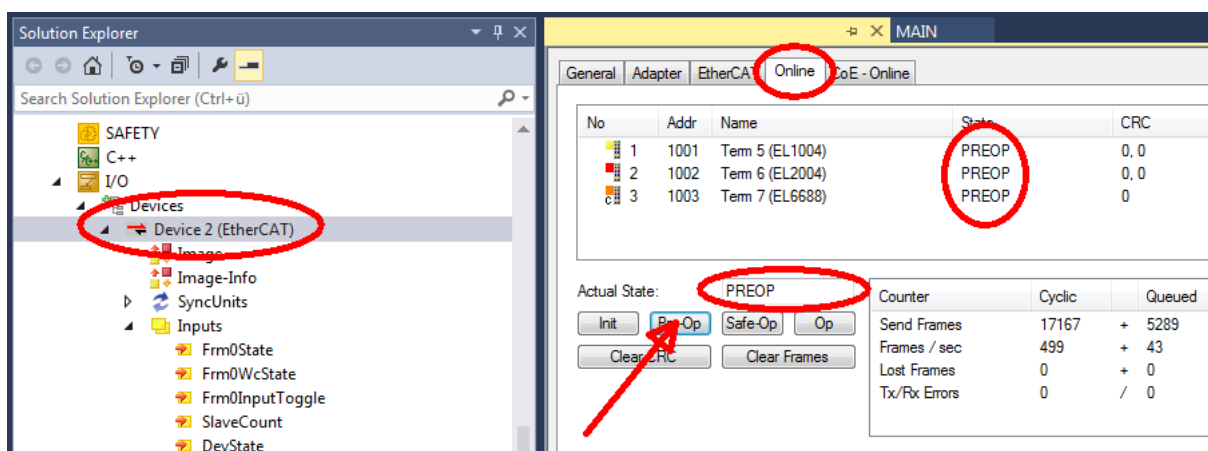 Solution Explorer
Search Solution Explorer (Ctrl+ü)
SAFETY
C++
I/O
Devices
Device 2 (EtherCAT)
Image
Image-Info
SyncUnits
Inputs
Frm0State
Frm0WcState
Frm0InputToggle
SlaveCount
DevState
MAIN
General Adapter EtherCAT Online CoE - Online
No Addr Name State CRC
1 1001 Term 5 (EL1004) PREOP 0, 0
2 1002 Term 6 (EL2004) PREOP 0, 0
c 3 1003 Term 7 (EL6688) PREOP 0
Actual State: PREOP
Init Pre-Op Safe-Op Op
Clear CRC Clear Frames
Counter Cyclic Queued
Send Frames 17167 + 5289
Frames / sec 499 + 43
Lost Frames 0 + 0
Tx/Rx Errors 0 / 0